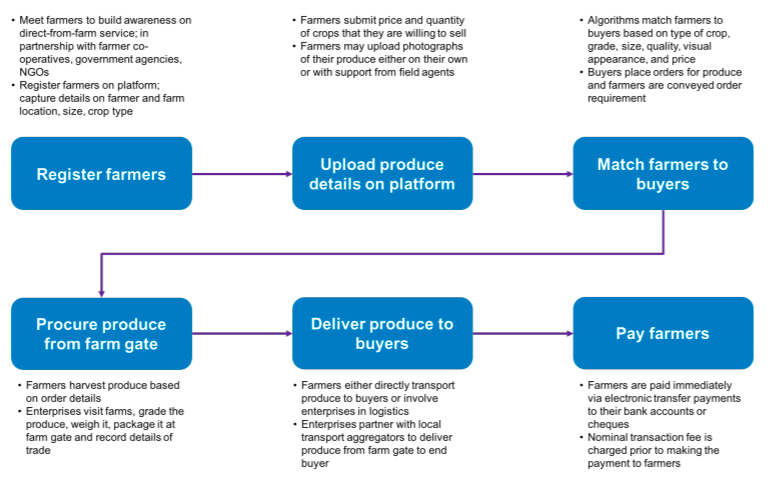 • Meet farmers to build awareness on
direct-from-farm service; in
partnership with farmer co-
operatives, government agencies,
NGOs
• Register farmers on platform;
capture details on farmer and farm
location, size, crop type
• Farmers submit price and quantity
of crops that they are willing to sell
• Farmers may upload photographs
of their produce either on their own
or with support from field agents
• Algorithms match farmers to
buyers based on type of crop,
grade, size, quality, visual
appearance, and price
• Buyers place orders for produce
and farmers are conveyed order
requirement
Register farmers
Upload produce
details on platform
Match farmers to
buyers
Procure produce
from farm gate
Deliver produce to
buyers
Pay farmers
• Farmers harvest produce based
on order details
• Enterprises visit farms, grade the
produce, weigh it, package it at
farm gate and record details of
trade
• Farmers either directly transport
produce to buyers or involve
enterprises in logistics
• Enterprises partner with local
transport aggregators to deliver
produce from farm gate to end
buyer
• Farmers are paid immediately
via electronic transfer payments
to their bank accounts or
cheques
• Nominal transaction fee is
charged prior to making the
payment to farmers